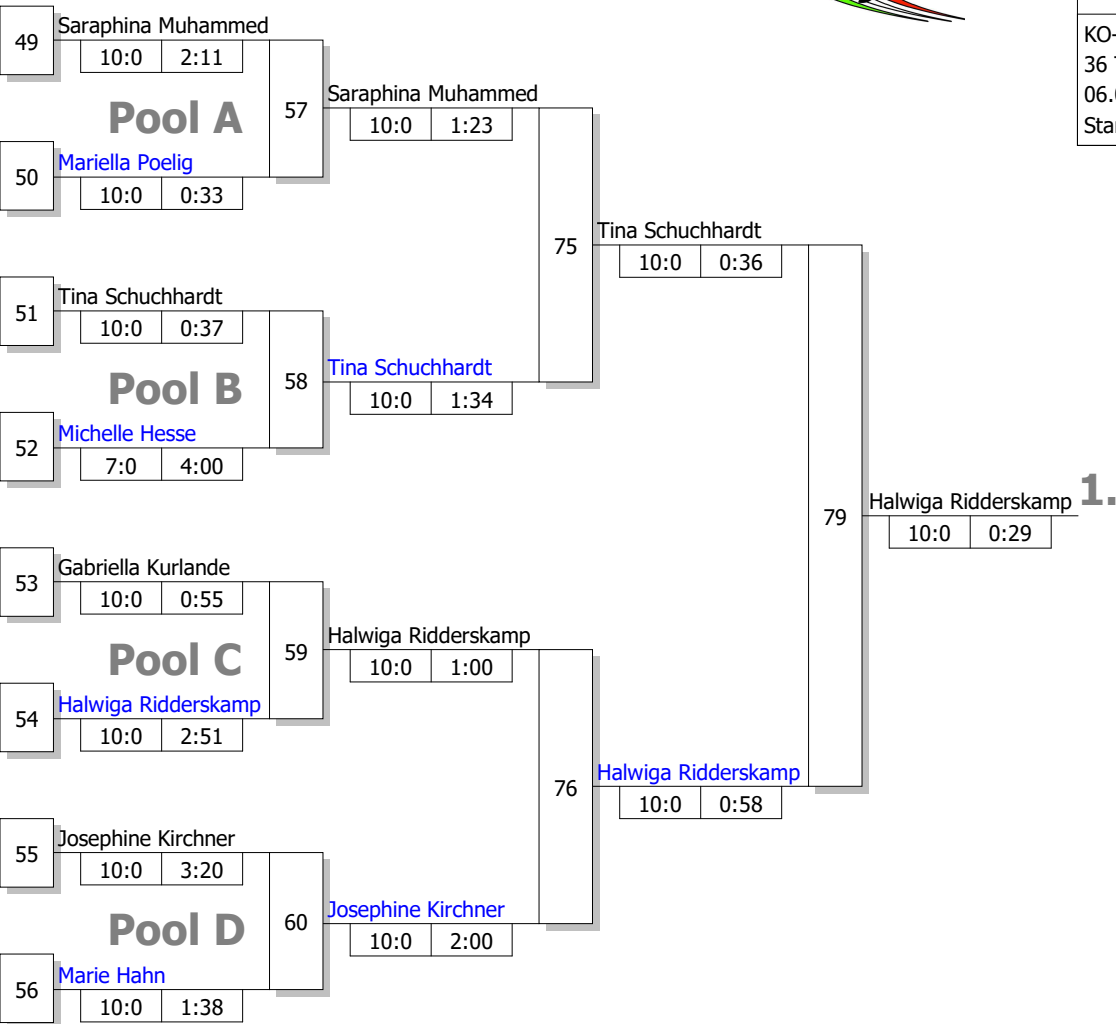 49
Saraphina Muhammed
10:0 2:11
Pool A
57
Saraphina Muhammed
10:0 1:23
50
Mariella Poelig
10:0 0:33
75
Tina Schuchhardt
10:0 0:36
51
Tina Schuchhardt
10:0 0:37
Pool B
58
Tina Schuchhardt
10:0 1:34
52
Michelle Hesse
7:0 4:00
79
Halwiga Ridderskamp
10:0 0:29
1.
53
Gabriella Kurlande
10:0 0:55
Pool C
59
Halwiga Ridderskamp
10:0 1:00
54
Halwiga Ridderskamp
10:0 2:51
76
Halwiga Ridderskamp
10:0 0:58
55
Josephine Kirchner
10:0 3:20
Pool D
60
Josephine Kirchner
10:0 2:00
56
Marie Hahn
10:0 1:38
KO-
36
06.